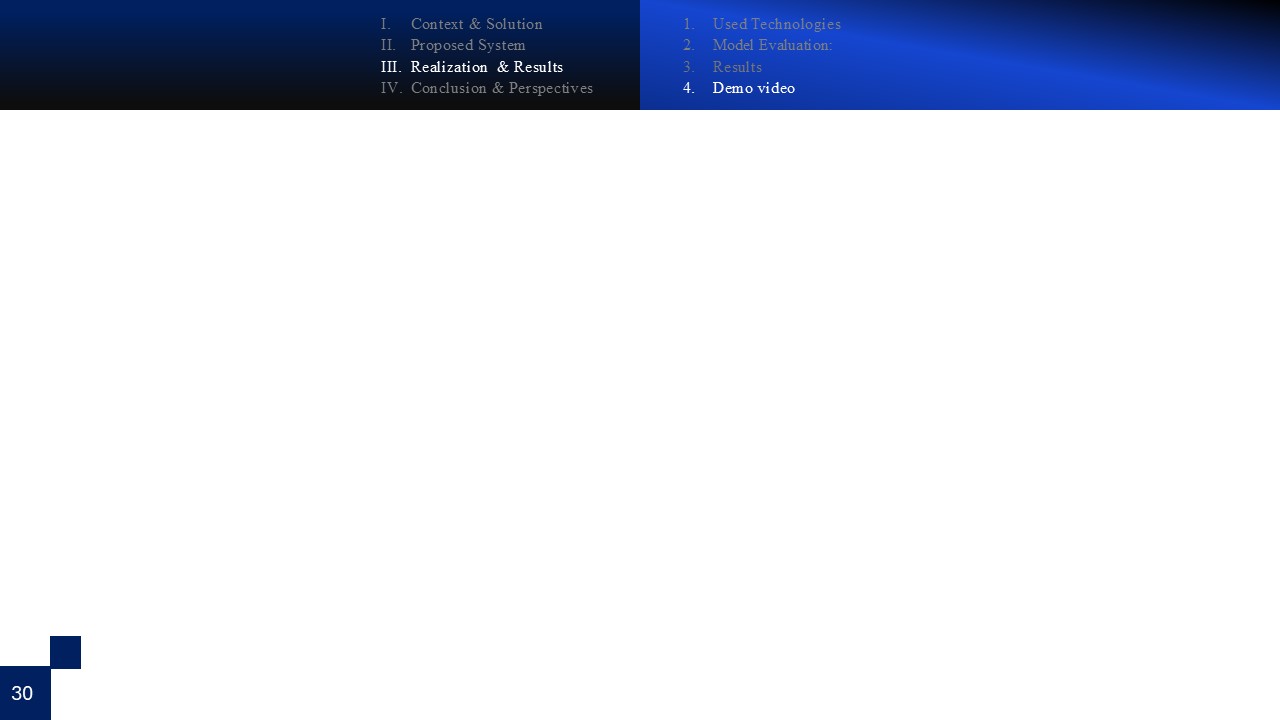 I. Context & Solution
II. Proposed System
III. Realization & Results
IV. Conclusion & Perspectives
1. Used Technologies
2. Model Evaluation:
3. Results
4. Demo video
30